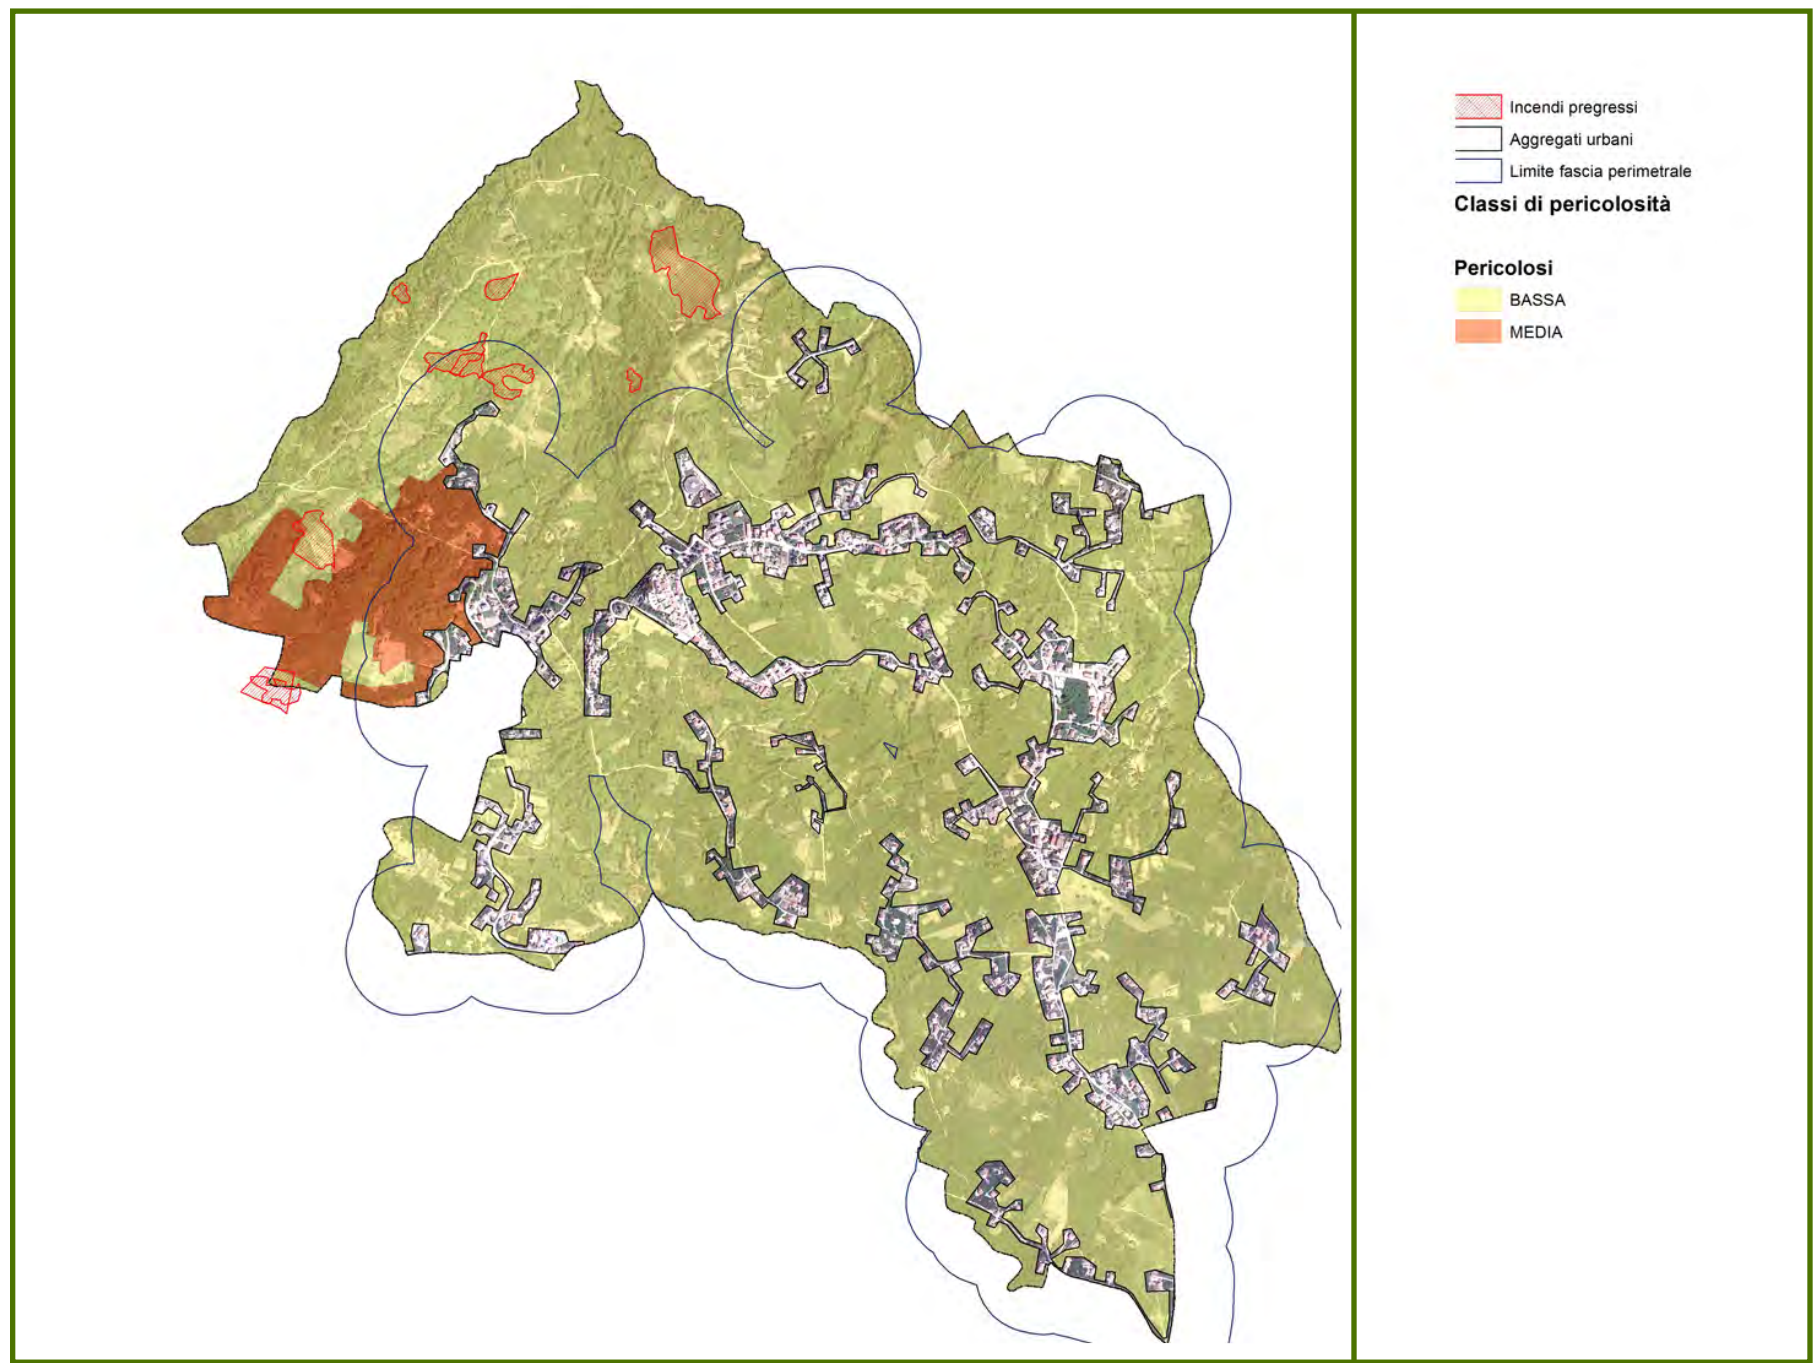 Incendi pregressi
Aggregati urbani
Limite fascia perimetrale
Classi di pericolosità
Pericolosi
BASSA
MEDIA